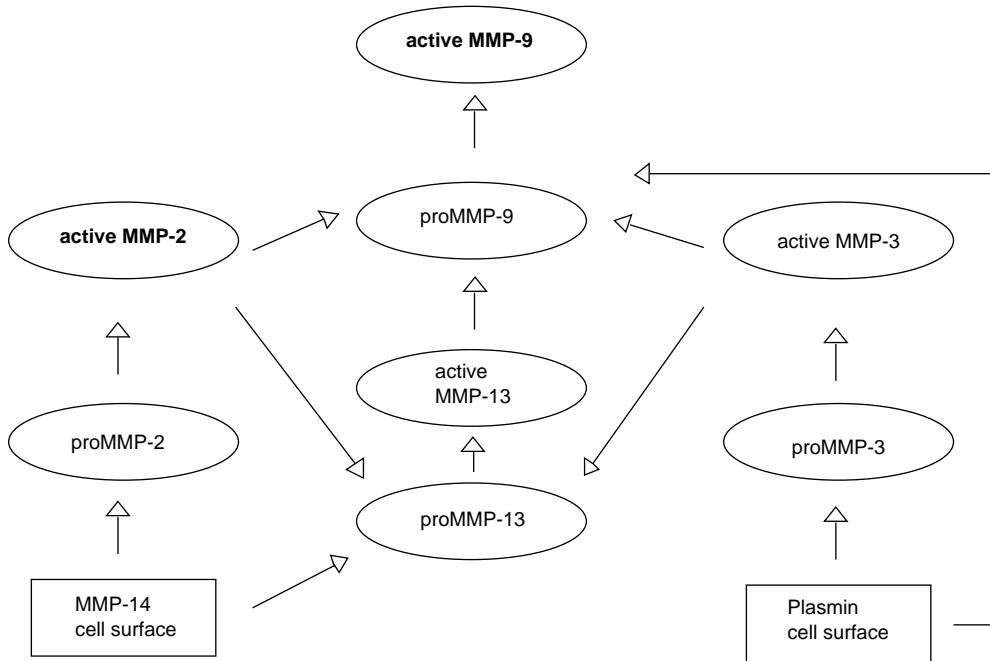 active MMP-9
proMMP-9
active MMP-2
active MMP-3
active
MMP-13
proMMP-2
proMMP-3
proMMP-13
MMP-14
cell surface
Plasmin
cell surface